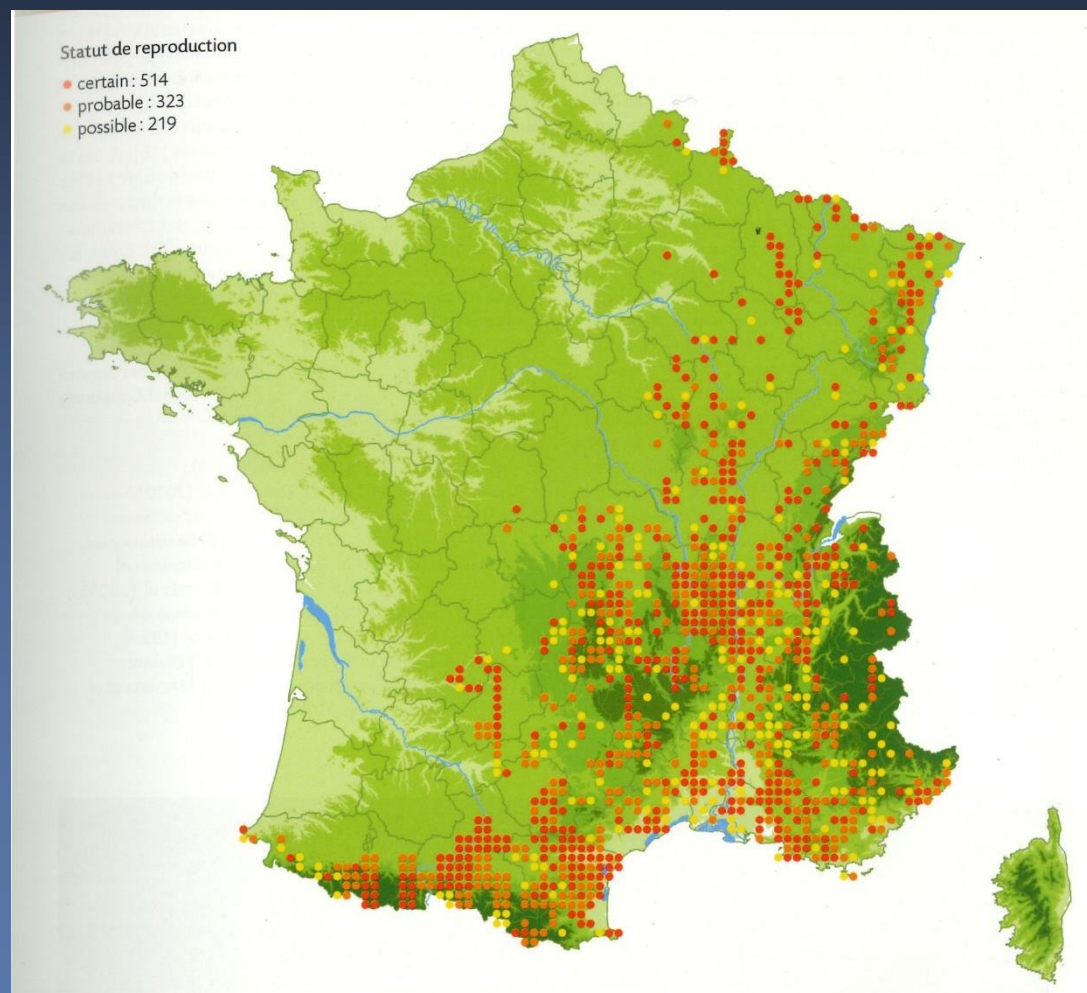 Statut de reproduction
certain : 514
probable : 323
possible : 219